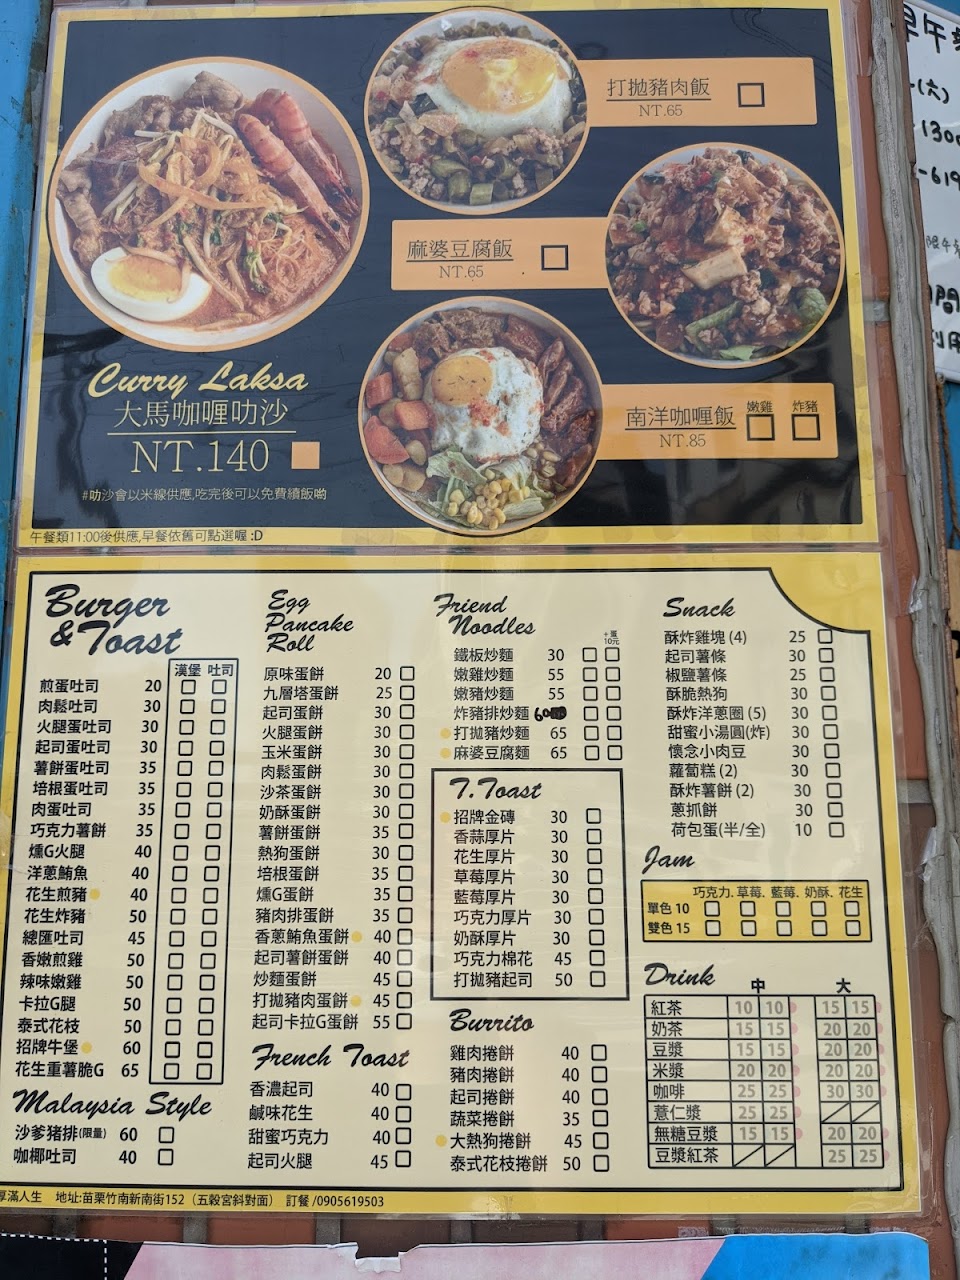 打拋豬肉飯
NT.65
麻婆豆腐飯
NT.65
Curry Laksa
大馬咖喱叻沙
NT.140
#叻沙會以米線供應,吃完後可以免費續飯喲
南洋咖喱飯 嫩雞 炸豬
NT.85
午餐類11:00後供應,早餐依舊可點選喔 :D
早午
(六)
1300
-619
Burger
&Toast
漢堡 吐司
煎蛋吐司 20
肉鬆吐司 30
火腿蛋吐司 30
起司蛋吐司 30
薯餅蛋吐司 35
培根蛋吐司 35
肉蛋吐司 35
巧克力薯餅 35
燻G火腿 40
洋蔥鮪魚 40
花生煎豬 40
花生炸豬 50
總匯吐司 45
香嫩煎雞 50
辣味嫩雞 50
卡拉G腿 50
泰式花枝 50
招牌牛堡 60
花生重薯脆G 65
Malaysia Style
沙爹猪排(限量) 60
咖椰吐司 40
Egg
Pancake
Roll
原味蛋餅 20
九層塔蛋餅 25
起司蛋餅 30
火腿蛋餅 30
玉米蛋餅 30
肉鬆蛋餅 30
沙茶蛋餅 30
奶酥蛋餅 30
薯餅蛋餅 35
熱狗蛋餅 30
培根蛋餅 35
燻G蛋餅 35
豬肉排蛋餅 35
香蔥鮪魚蛋餅 40
起司薯餅蛋餅 40
炒麵蛋餅 45
打拋豬肉蛋餅 45
起司卡拉G蛋餅 55
French Toast
香濃起司 40
鹹味花生 40
甜蜜巧克力 40
起司火腿 45
Friend
Noodles
+蛋
10元
鐵板炒麵 30
嫩雞炒麵 55
嫩豬炒麵 55
炸豬排炒麵 60
打拋豬炒麵 65
麻婆豆腐麵 65
T.Toast
招牌金磚 30
香蒜厚片 30
花生厚片 30
草莓厚片 30
藍莓厚片 30
巧克力厚片 30
奶酥厚片 30
巧克力棉花 45
打拋豬起司 50
Burrito
雞肉捲餅 40
豬肉捲餅 40
起司捲餅 40
蔬菜捲餅 35
大熱狗捲餅 45
泰式花枝捲餅 50
Snack
酥炸雞塊 (4) 25
起司薯條 30
椒鹽薯條 25
酥脆熱狗 30
酥炸洋蔥圈 (5) 30
甜蜜小湯圓(炸) 30
懷念小肉豆 30
蘿蔔糕 (2) 30
酥炸薯餅 (2) 30
蔥抓餅 30
荷包蛋(半/全) 10
Jam
巧克力. 草莓. 藍莓. 奶酥. 花生
單色 10
雙色 15
Drink 中 大
紅茶 10 10 15 15
奶茶 15 15 20 20
豆漿 15 15 20 20
米漿 20 20 20 20
咖啡 25 25 30 30
薏仁漿 25 25
無糖豆漿 15 15 20 20
豆漿紅茶 25 25
厚滿人生 地址:苗栗竹南新南街152（五穀宮斜對面） 訂餐 /0905619503